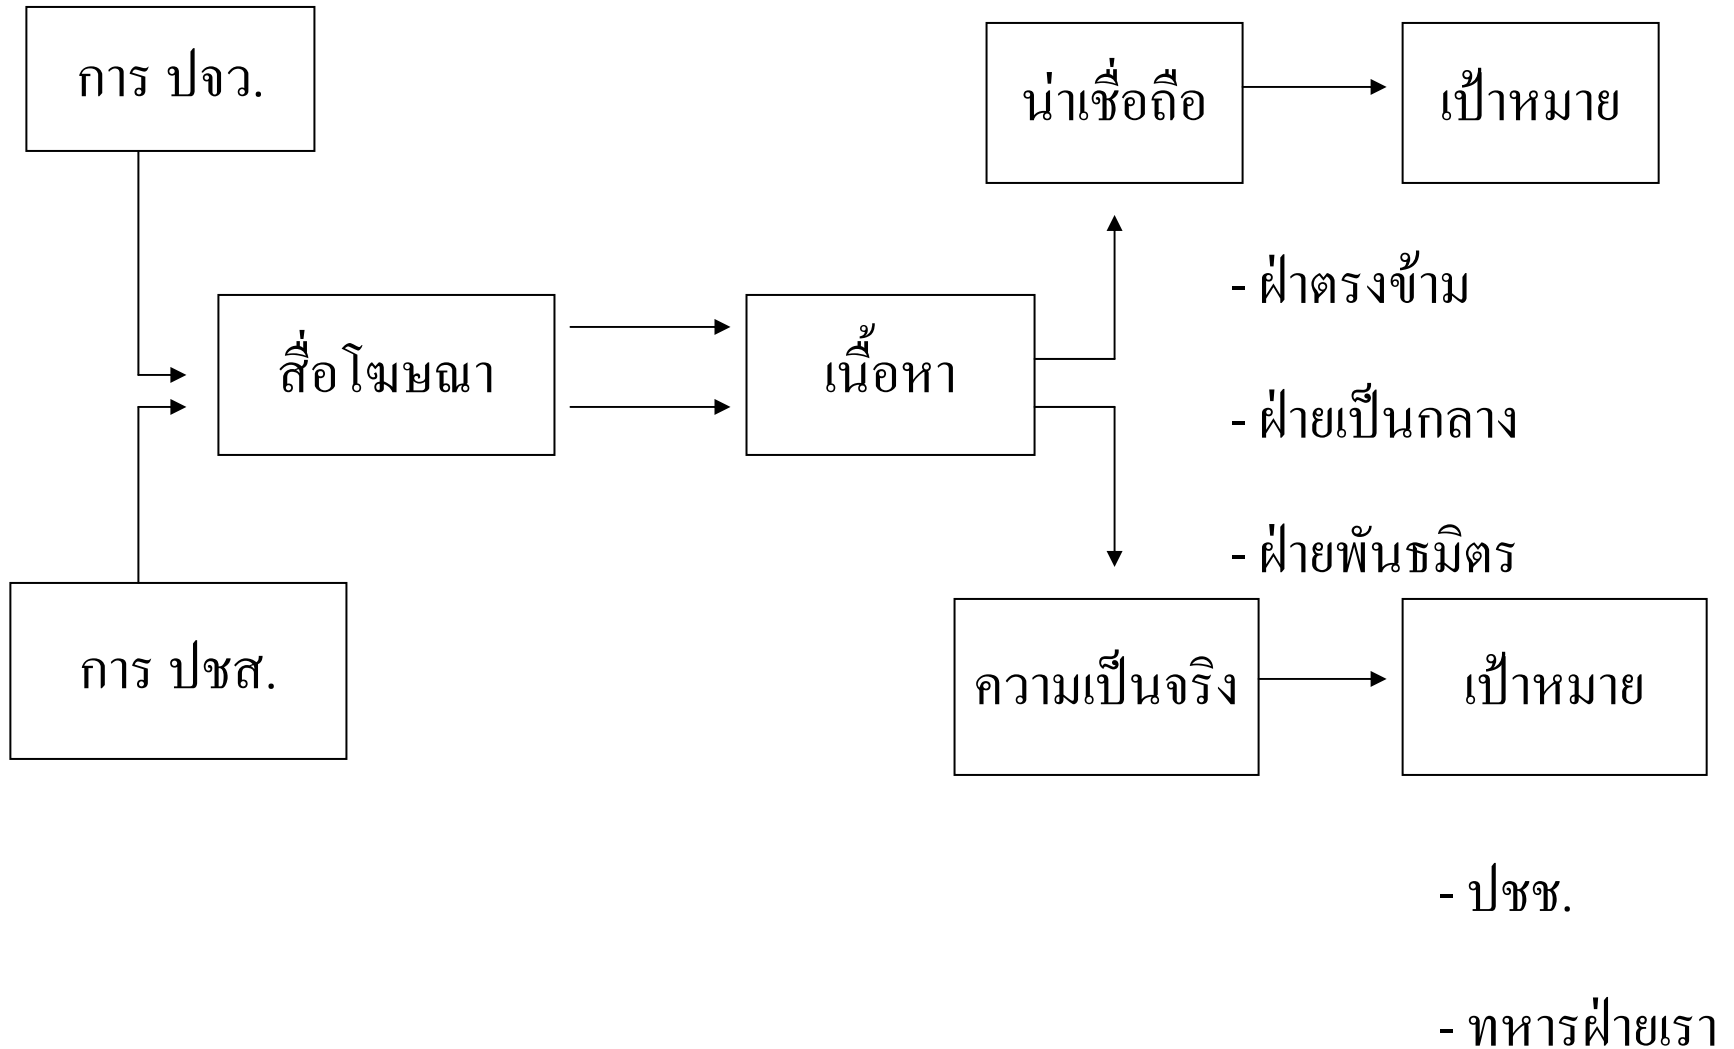 การ ปจว.
น่าเชื่อถือ
เป้าหมาย
- ฝ่าตรงข้าม
สื่อโฆษณา
เนื้อหา
- ฝ่ายเป็นกลาง
- ฝ่ายพันธมิตร
การ ปชส.
ความเป็นจริง
เป้าหมาย
- ปชช.
- ทหารฝ่ายเรา